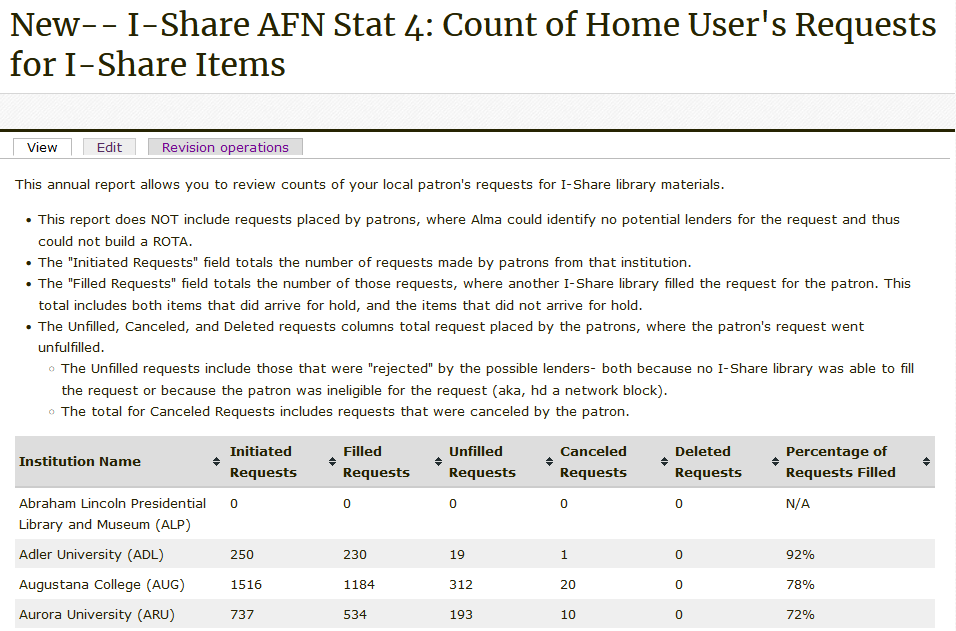 New-- I-Share AFN Stat 4: Count of Home User's Requests
for I-Share Items
View Edit Revision operations
This annual report allows you to review counts of your local patron's requests for I-Share library materials.
• This report does NOT include requests placed by patrons, where Alma could identify no potential lenders for the request and thus
could not build a ROTA.
• The "Initiated Requests" field totals the number of requests made by patrons from that institution.
• The "Filled Requests" field totals the number of those requests, where another I-Share library filled the request for the patron. This
total includes both items that did arrive for hold, and the items that did not arrive for hold.
• The Unfilled, Canceled, and Deleted requests columns total request placed by the patrons, where the patron's request went
unfulfilled.
○ The Unfilled requests include those that were "rejected" by the possible lenders- both because no I-Share library was able to fill
the request or because the patron was ineligible for the request (aka, hd a network block).
○ The total for Canceled Requests includes requests that were canceled by the patron.
Institution Name Initiated Requests Filled Requests Unfilled Requests Canceled Requests Deleted Requests Percentage of Requests Filled
Abraham Lincoln Presidential Library and Museum (ALP) 0 0 0 0 0 N/A
Adler University (ADL) 250 230 19 1 0 92%
Augustana College (AUG) 1516 1184 312 20 0 78%
Aurora University (ARU) 737 534 193 10 0 72%